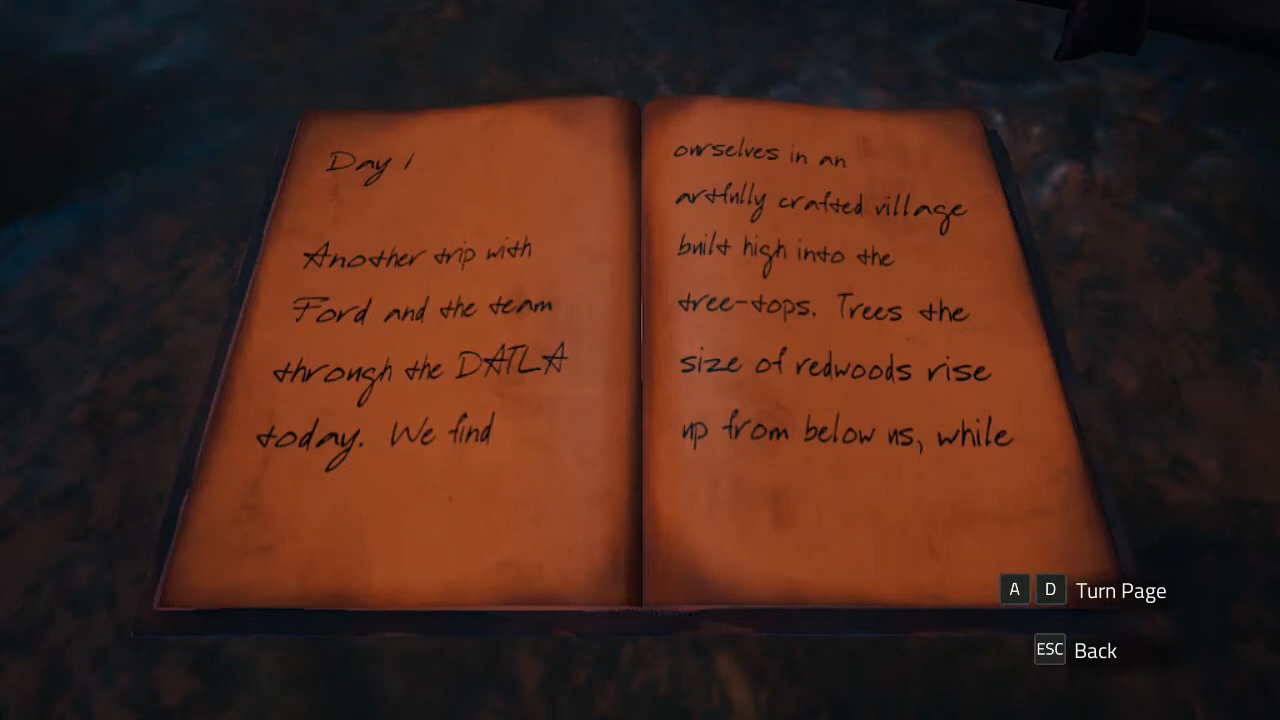 Day 1
Another trip with
Ford and the team
through the DATLA
today. We find
ourselves in an
artfully crafted village
built high into the
tree-tops. Trees the
size of redwoods rise
up from below us, while
A D Turn Page
ESC Back